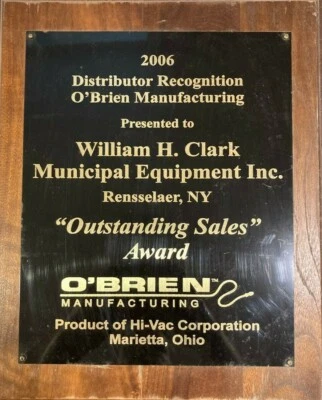 2006
Distributor Recognition
O'Brien Manufacturing
Presented to
William H. Clark
Municipal Equipment Inc.
Rensselaer, NY
"Outstanding Sales"
Award
O'BRIEN™
MANUFACTURING
Product of Hi-Vac Corporation
Marietta, Ohio